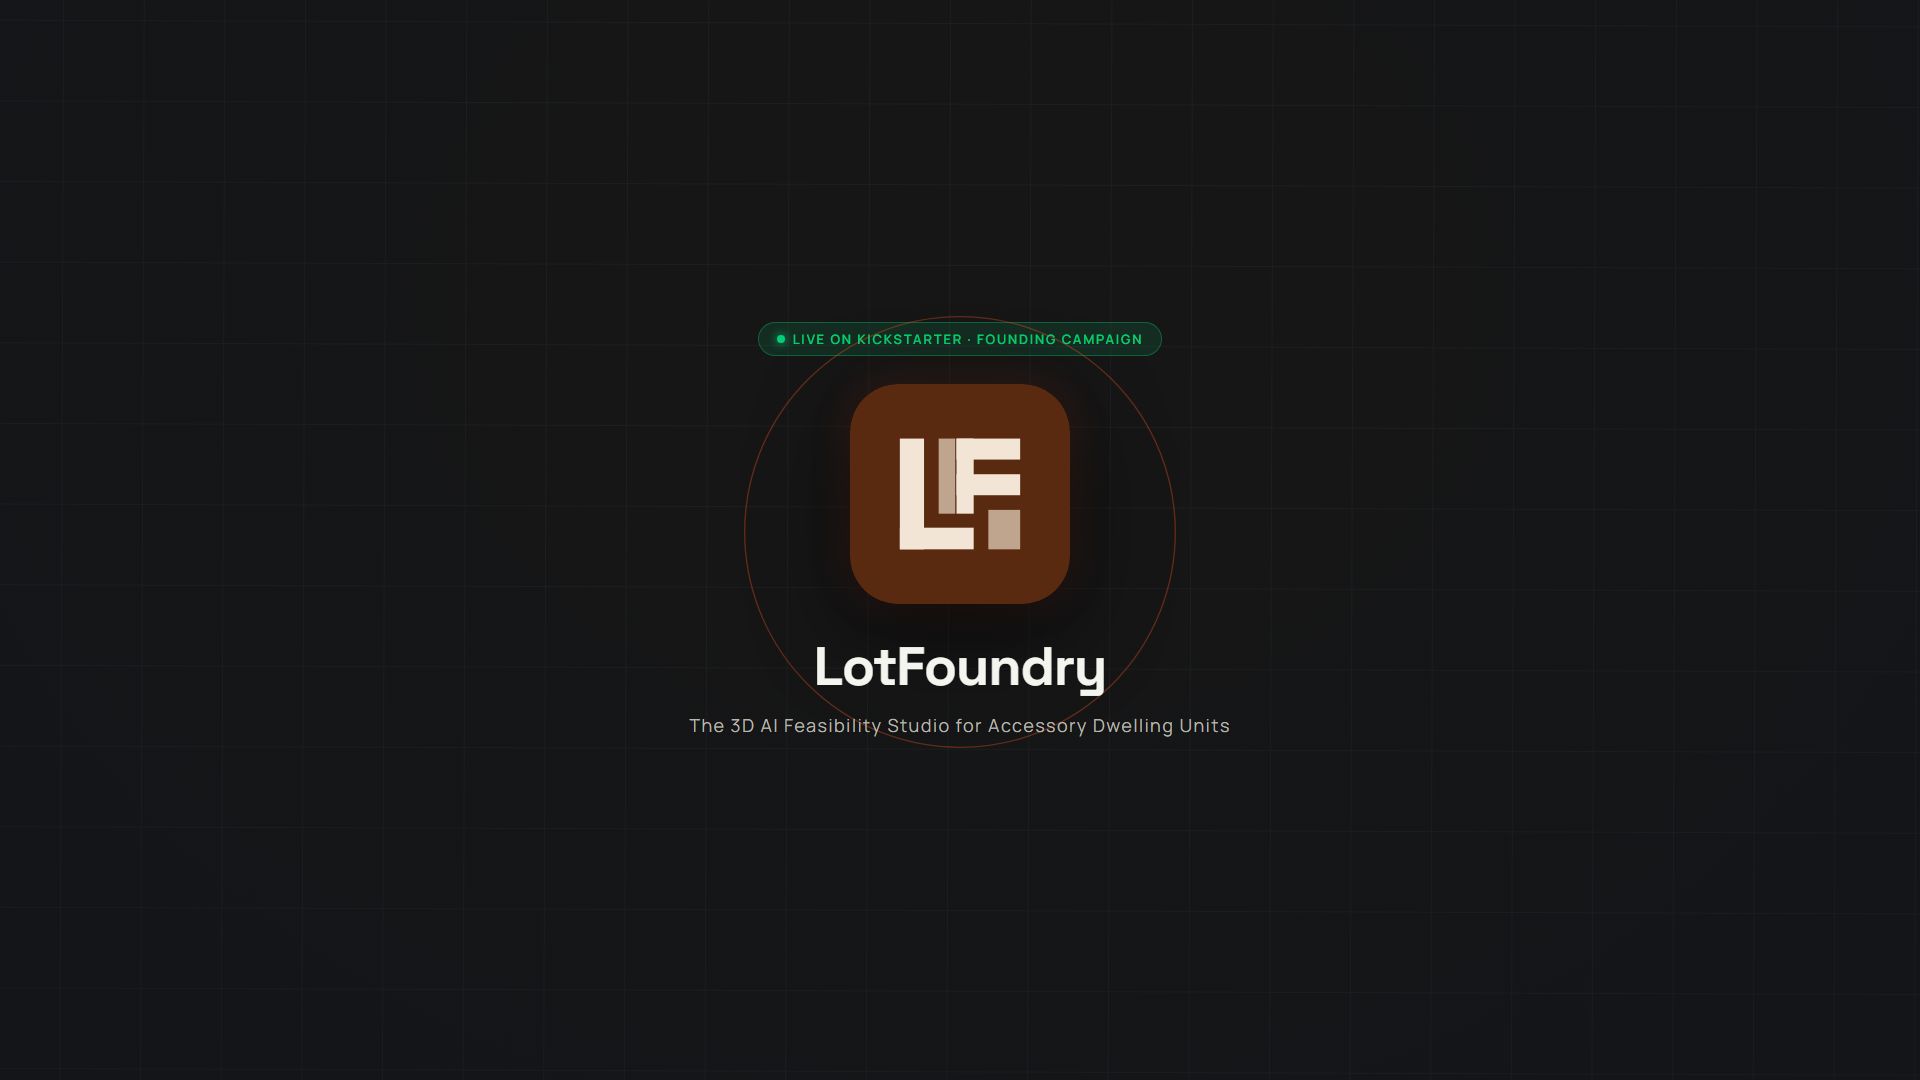 LIVE ON KICKSTARTER · FOUNDING CAMPAIGN
LF
LotFoundry
The 3D AI Feasibility Studio for Accessory Dwelling Units